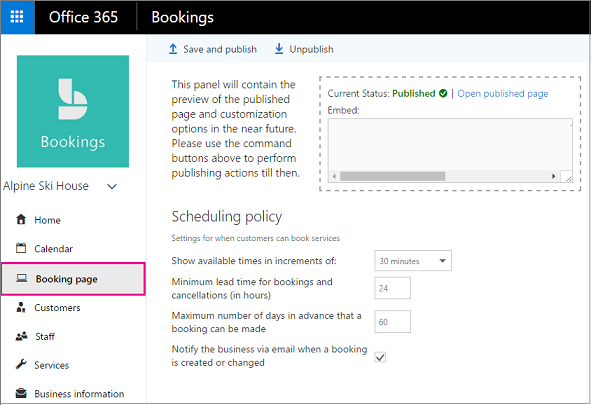 Office 365
Bookings
Save and publish
Unpublish
Bookings
Alpine Ski House
Home
Calendar
Booking page
Customers
Staff
Services
Business information
This panel will contain the
preview of the published
page and customization
options in the near future.
Please use the command
buttons above to perform
publishing actions till then.
Current Status: Published | Open published page
Embed:
Scheduling policy
Settings for when customers can book services
Show available times in increments of:
30 minutes
Minimum lead time for bookings and
cancellations (in hours)
24
Maximum number of days in advance that a
booking can be made
60
Notify the business via email when a booking
is created or changed